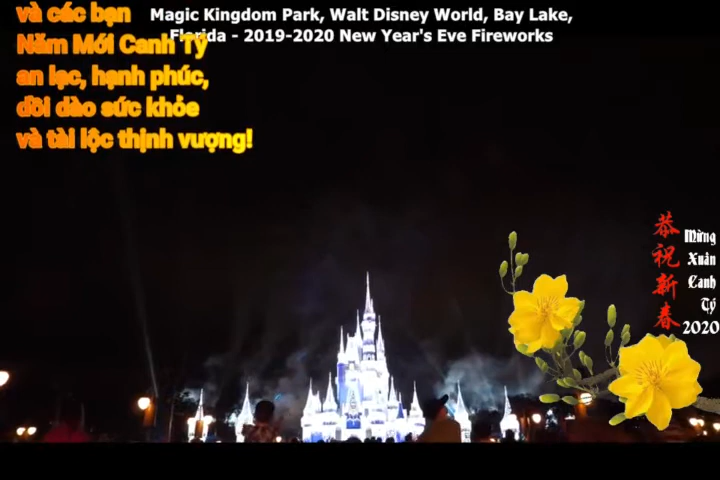 và các bạn
Năm Mới Canh Tý
an lạc, hạnh phúc,
dồi dào sức khỏe
và tài lộc thịnh vượng!
Magic Kingdom Park, Walt Disney World, Bay Lake,
Florida - 2019-2020 New Year's Eve Fireworks
恭祝新春
Mừng
Xuân
Canh
Tý
2020